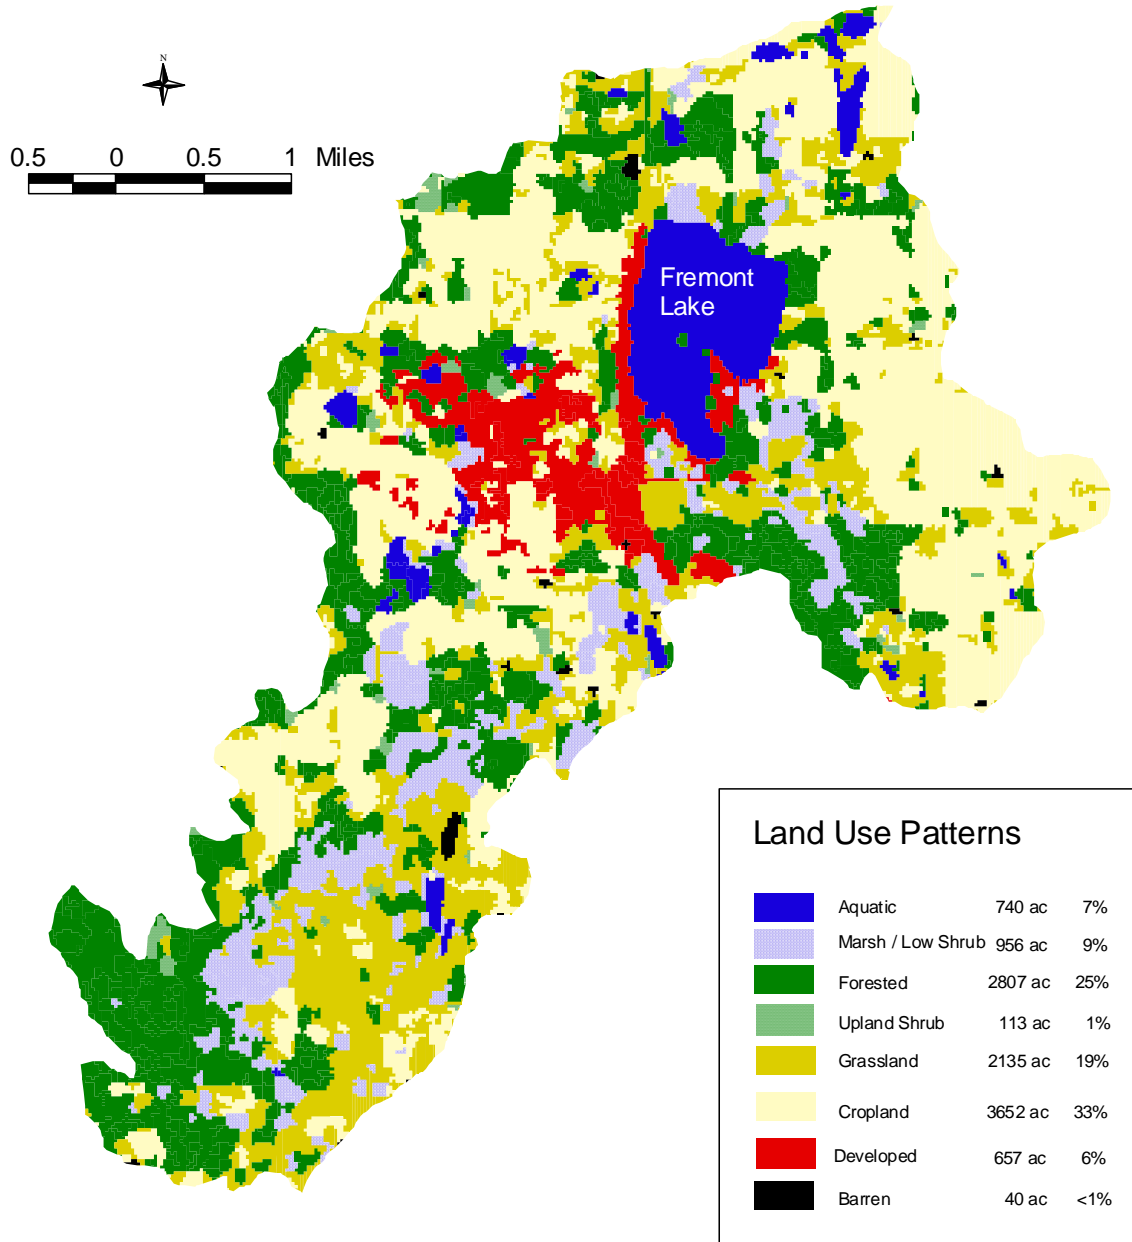 N
0.5 0 0.5 1 Miles
Fremont
Lake
Land Use Patterns
Aquatic 740 ac 7%
Marsh / Low Shrub 956 ac 9%
Forested 2807 ac 25%
Upland Shrub 113 ac 1%
Grassland 2135 ac 19%
Cropland 3652 ac 33%
Developed 657 ac 6%
Barren 40 ac <1%